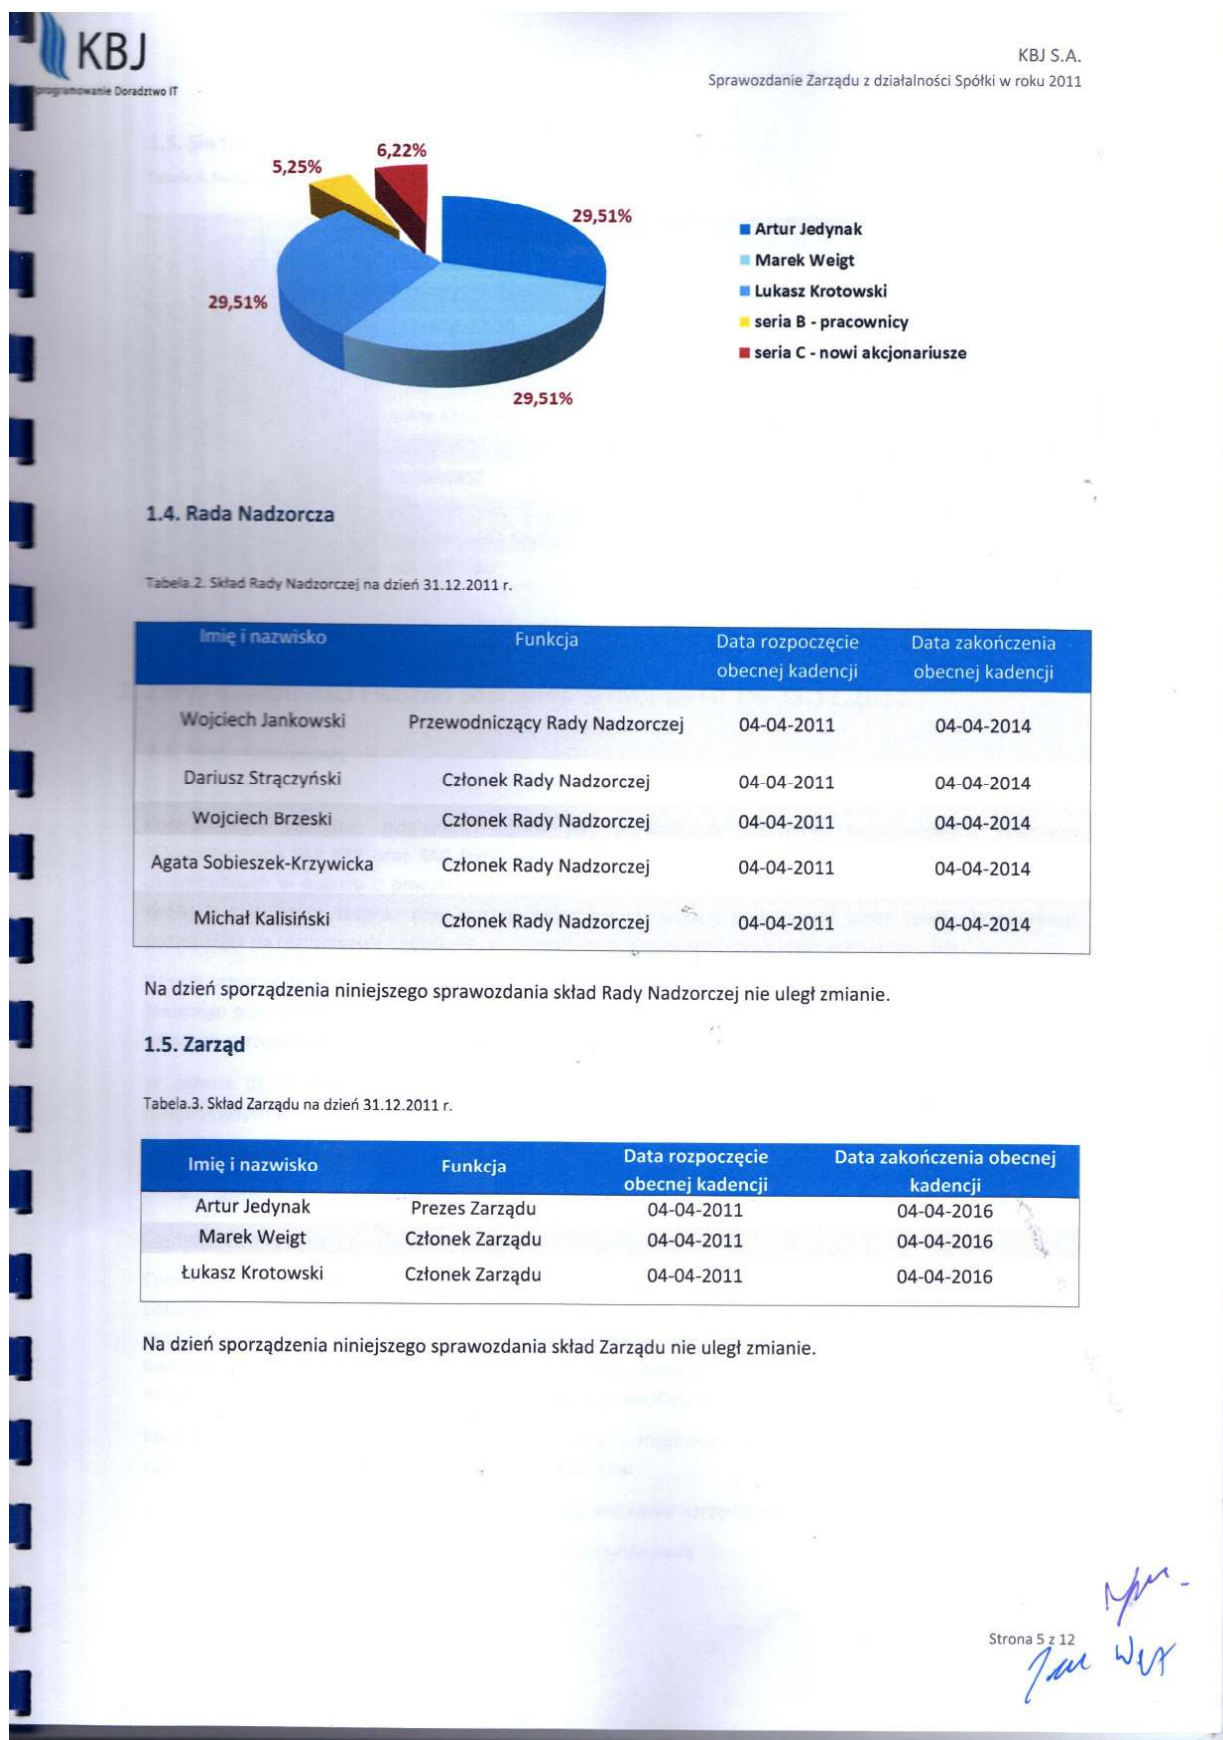 KBJ
programowanie Doradztwo IT
KBJ S.A.
Sprawozdanie Zarządu z działalności Spółki w roku 2011
5,25%
6,22%
29,51%
29,51%
29,51%
Artur Jedynak
Marek Weigt
Lukasz Krotowski
seria B - pracownicy
seria C - nowi akcjonariusze
1.4. Rada Nadzorcza
Tabela.2. Skład Rady Nadzorczej na dzień 31.12.2011 r.
Imię i nazwisko Funkcja Data rozpoczęcie obecnej kadencji Data zakończenia obecnej kadencji
Wojciech Jankowski Przewodniczący Rady Nadzorczej 04-04-2011 04-04-2014
Dariusz Strączyński Członek Rady Nadzorczej 04-04-2011 04-04-2014
Wojciech Brzeski Członek Rady Nadzorczej 04-04-2011 04-04-2014
Agata Sobieszek-Krzywicka Członek Rady Nadzorczej 04-04-2011 04-04-2014
Michał Kalisiński Członek Rady Nadzorczej 04-04-2011 04-04-2014
Na dzień sporządzenia niniejszego sprawozdania skład Rady Nadzorczej nie uległ zmianie.
1.5. Zarząd
Tabela.3. Skład Zarządu na dzień 31.12.2011 r.
Imię i nazwisko Funkcja Data rozpoczęcie obecnej kadencji Data zakończenia obecnej kadencji
Artur Jedynak Prezes Zarządu 04-04-2011 04-04-2016
Marek Weigt Członek Zarządu 04-04-2011 04-04-2016
Łukasz Krotowski Członek Zarządu 04-04-2011 04-04-2016
Na dzień sporządzenia niniejszego sprawozdania skład Zarządu nie uległ zmianie.
Strona 5 z 12